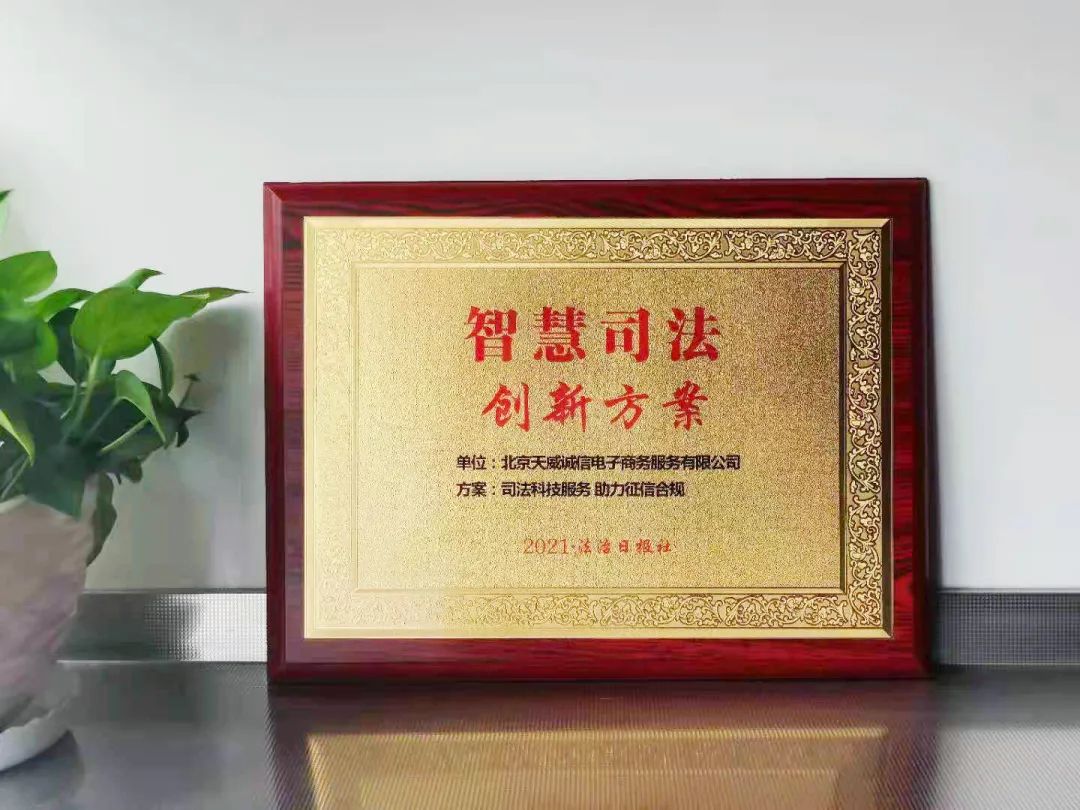 智慧司法
创新方案
单位：北京天威诚信电子商务服务有限公司
方案：司法科技服务 助力征信合规
2021·法治日报社